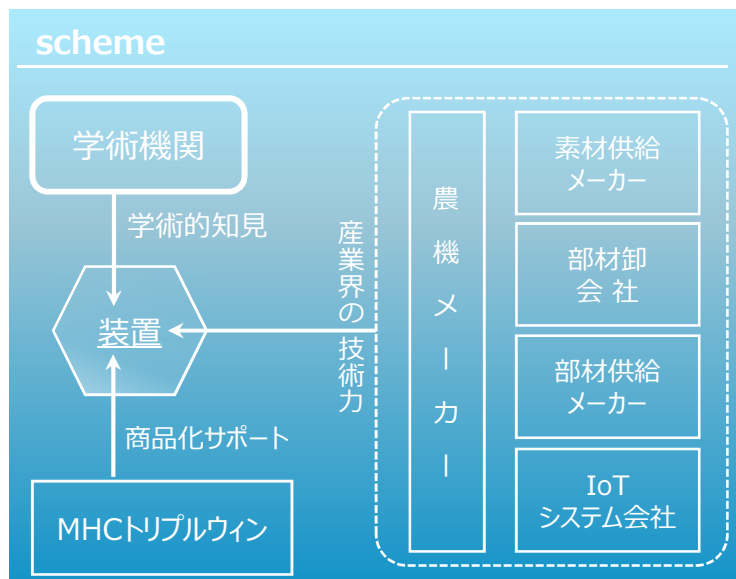 scheme
学術機関
学術的知見
装置
商品化サポート
MHCトリプルウィン
産業界の技術力
農機メーカー
素材供給
メーカー
部材卸
会 社
部材供給
メーカー
IoT
システム会社